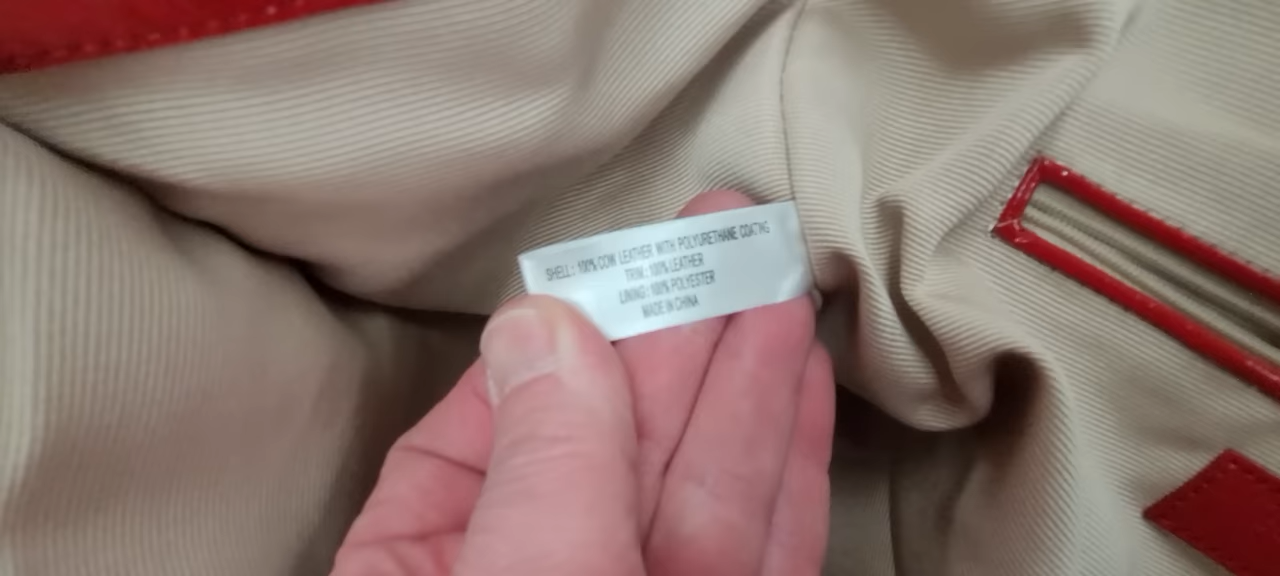 SHELL: 100% COW LEATHER WITH POLYURETHANE COATING
TRIM: 100% LEATHER
LINING: 100% POLYESTER
MADE IN CHINA